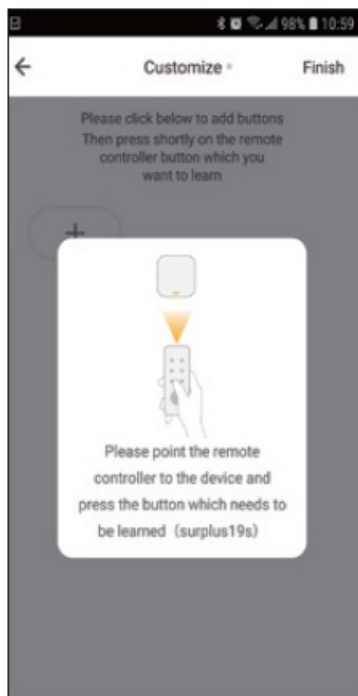 98% 10:59
Customize
Finish
Please click below to add buttons
Then press shortly on the remote
controller button which you
want to learn
+
Please point the remote
controller to the device and
press the button which needs to
be learned (surplus19s)